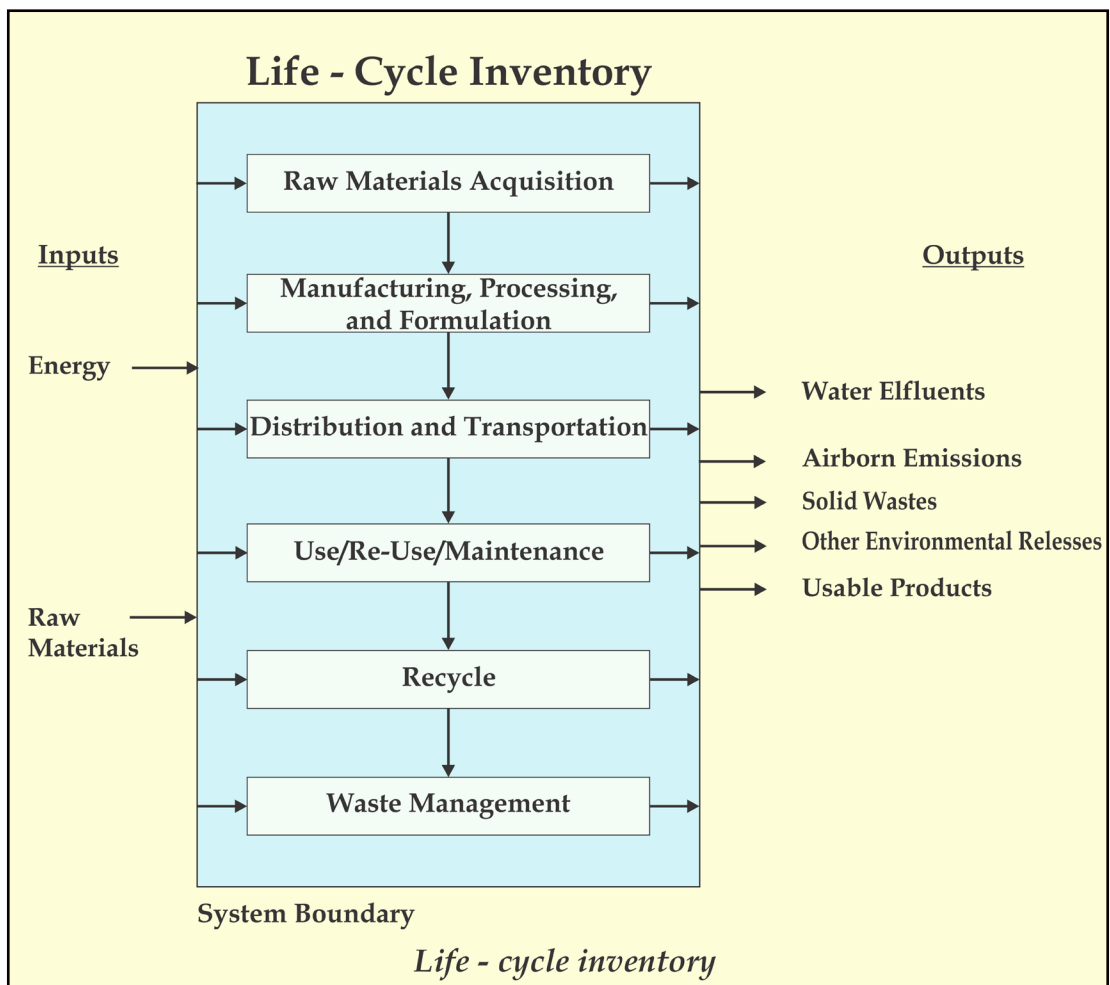 Life - Cycle Inventory
Raw Materials Acquisition
Inputs
Outputs
Manufacturing, Processing,
and Formulation
Energy
Water Elfluents
Distribution and Transportation
Airborn Emissions
Solid Wastes
Other Environmental Relesses
Use/Re-Use/Maintenance
Usable Products
Raw
Materials
Recycle
Waste Management
System Boundary
Life - cycle inventory